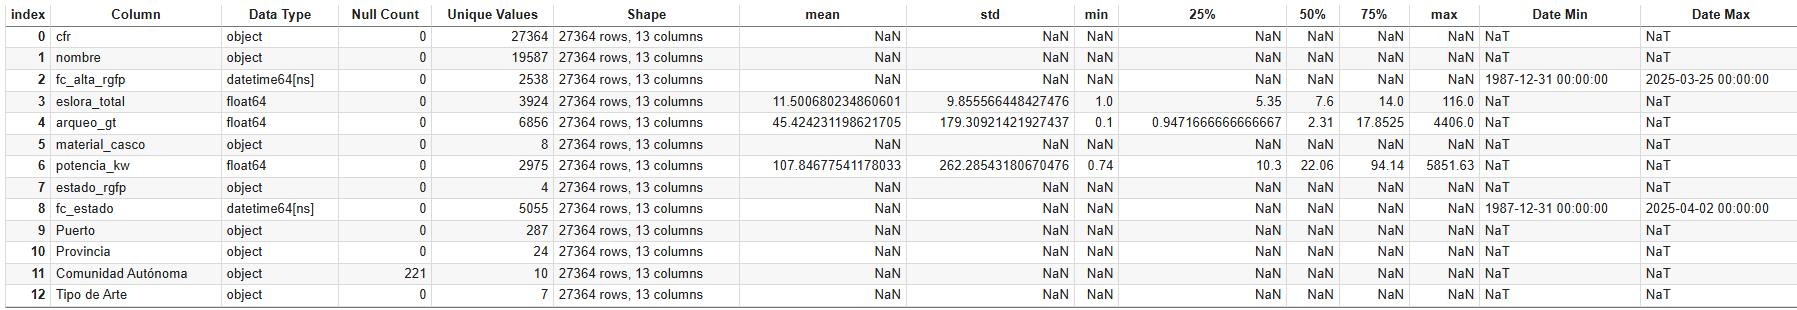 index Column Data Type Null Count Unique Values Shape mean std min 25% 50% 75% max Date Min Date Max
0 cfr object 0 27364 27364 rows, 13 columns NaN NaN NaN NaN NaN NaN NaN NaT NaT
1 nombre object 0 19587 27364 rows, 13 columns NaN NaN NaN NaN NaN NaN NaN NaT NaT
2 fc_alta_rgfp datetime64[ns] 0 2538 27364 rows, 13 columns NaN NaN NaN NaN NaN NaN NaN 1987-12-31 00:00:00 2025-03-25 00:00:00
3 eslora_total float64 0 3924 27364 rows, 13 columns 11.500680234860601 9.855566448427476 1.0 5.35 7.6 14.0 116.0 NaT NaT
4 arqueo_gt float64 0 6856 27364 rows, 13 columns 45.424231198621705 179.30921421927437 0.1 0.9471666666666667 2.31 17.8525 4406.0 NaT NaT
5 material_casco object 0 8 27364 rows, 13 columns NaN NaN NaN NaN NaN NaN NaN NaT NaT
6 potencia_kw float64 0 2975 27364 rows, 13 columns 107.84677541178033 262.28543180670476 0.74 10.3 22.06 94.14 5851.63 NaT NaT
7 estado_rgfp object 0 4 27364 rows, 13 columns NaN NaN NaN NaN NaN NaN NaN NaT NaT
8 fc_estado datetime64[ns] 0 5055 27364 rows, 13 columns NaN NaN NaN NaN NaN NaN NaN 1987-12-31 00:00:00 2025-04-02 00:00:00
9 Puerto object 0 287 27364 rows, 13 columns NaN NaN NaN NaN NaN NaN NaN NaT NaT
10 Provincia object 0 24 27364 rows, 13 columns NaN NaN NaN NaN NaN NaN NaN NaT NaT
11 Comunidad Autónoma object 221 10 27364 rows, 13 columns NaN NaN NaN NaN NaN NaN NaN NaT NaT
12 Tipo de Arte object 0 7 27364 rows, 13 columns NaN NaN NaN NaN NaN NaN NaN NaT NaT